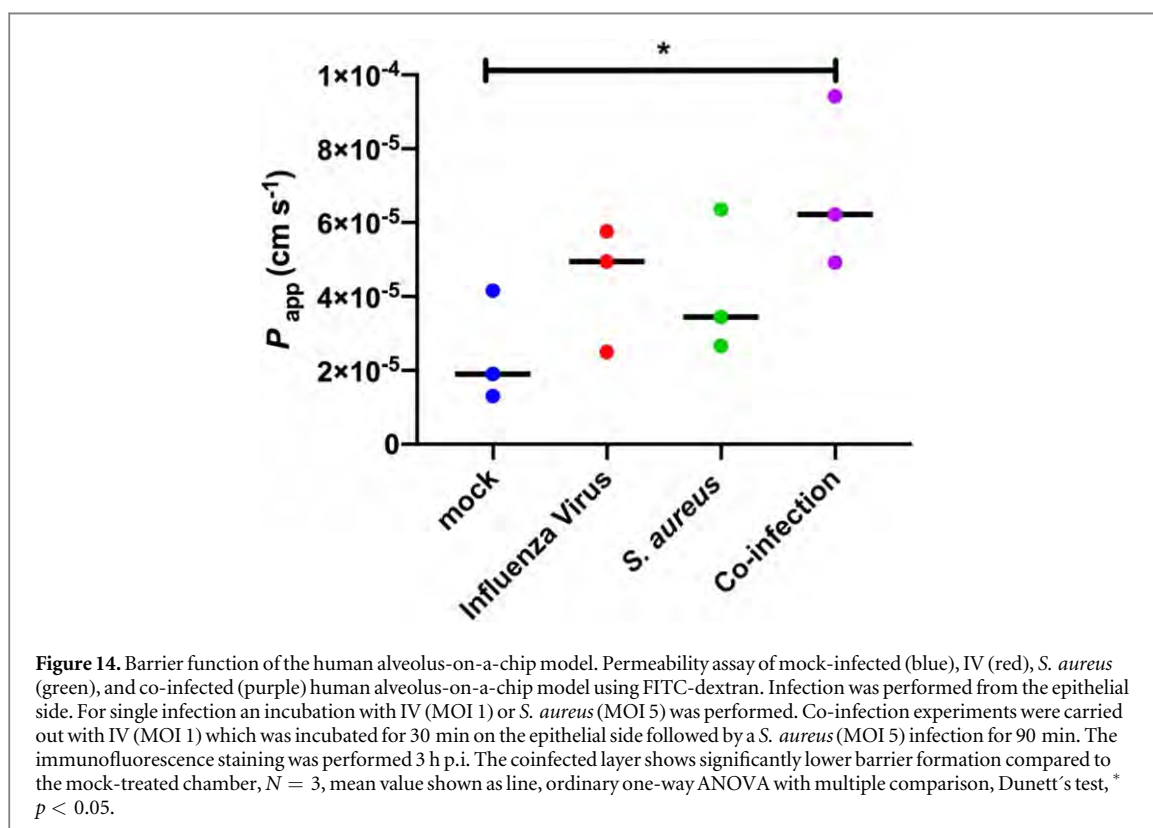 *
1×10⁻⁴
8×10⁻⁵
6×10⁻⁵
4×10⁻⁵
2×10⁻⁵
0
P app (cm s⁻¹)
mock
Influenza Virus
S. aureus
Co-infection
Figure 14. Barrier function of the human alveolus-on-a-chip model. Permeability assay of mock-infected (blue), IV (red), S. aureus
(green), and co-infected (purple) human alveolus-on-a-chip model using FITC-dextran. Infection was performed from the epithelial
side. For single infection an incubation with IV (MOI 1) or S. aureus (MOI 5) was performed. Co-infection experiments were carried
out with IV (MOI 1) which was incubated for 30 min on the epithelial side followed by a S. aureus (MOI 5) infection for 90 min. The
immunofluorescence staining was performed 3 h p.i. The coinfected layer shows significantly lower barrier formation compared to
the mock-treated chamber, N = 3, mean value shown as line, ordinary one-way ANOVA with multiple comparison, Dunett´s test, *
p < 0.05.